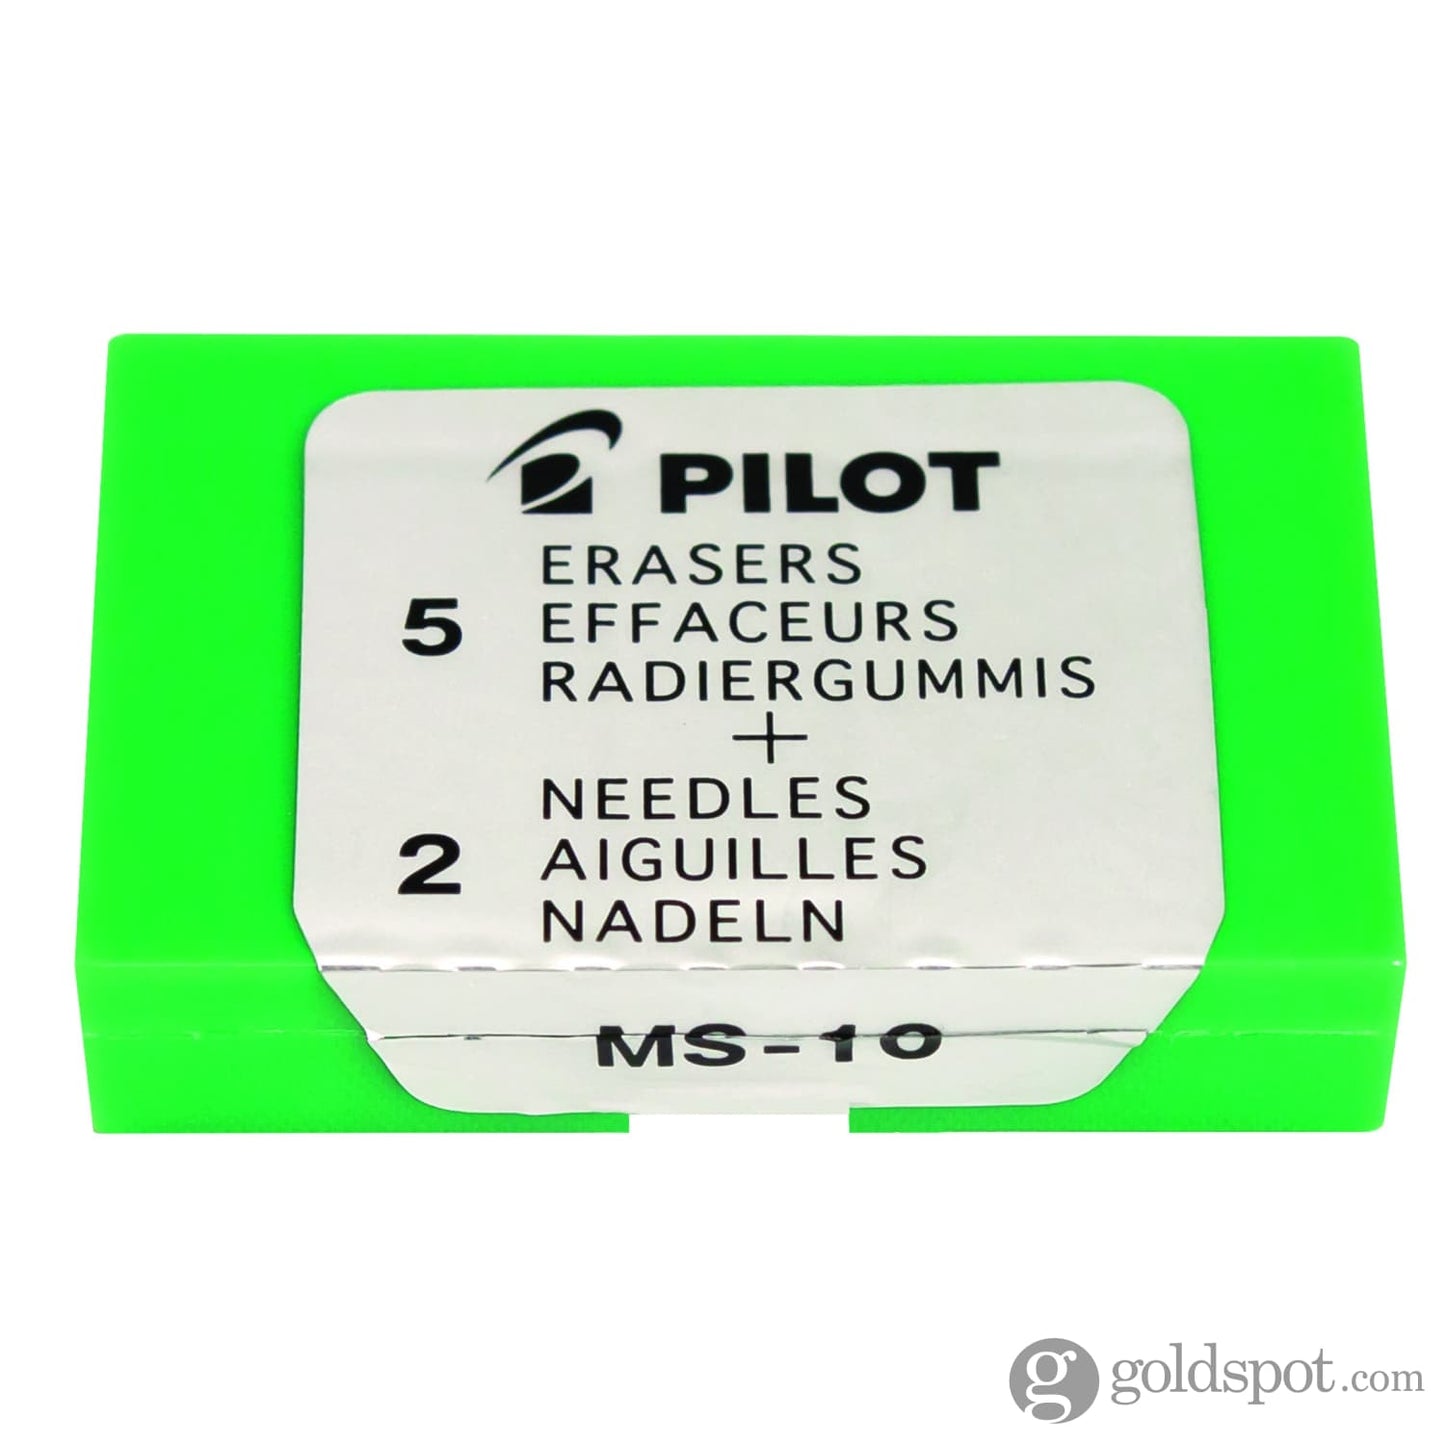 PILOT
5
ERASERS
EFFACEURS
RADIERGUMMIS
+
2
NEEDLES
AIGUILLES
NADELN
MS-10
g goldspot.com